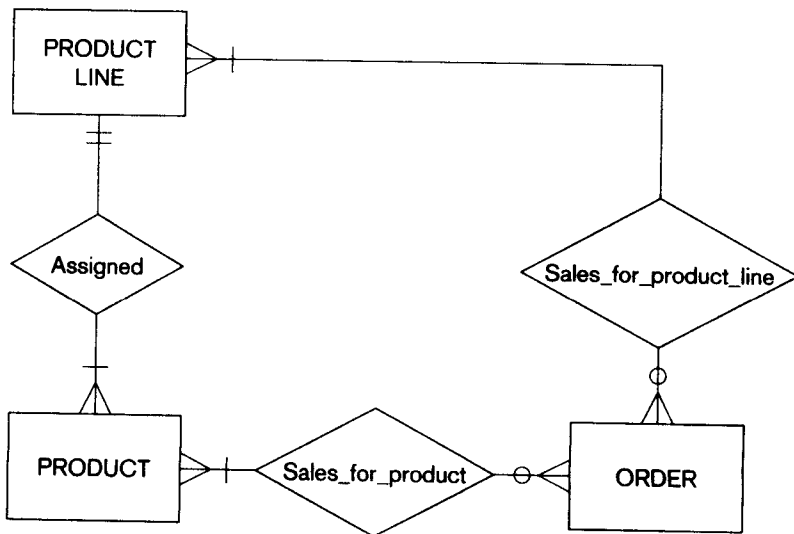 PRODUCT
LINE
Assigned
Sales_for_product_line
PRODUCT
Sales_for_product
ORDER